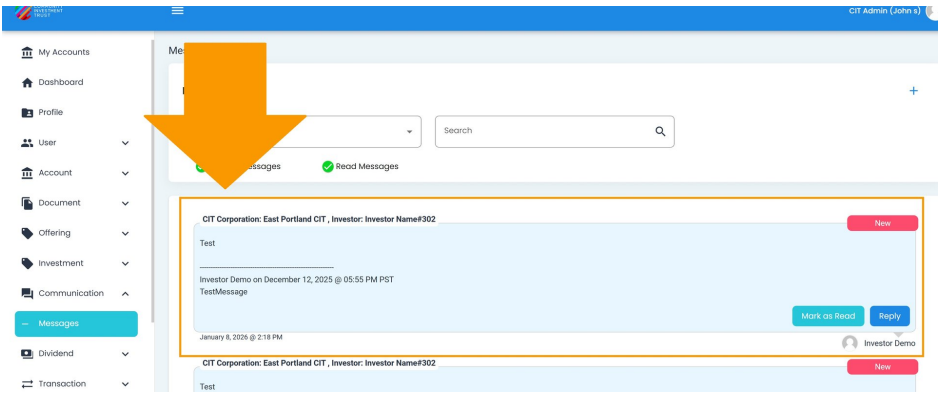 COMMUNITY
INVESTMENT
TRUST
CIT Admin (John s)
My Accounts
Dashboard
Profile
User
Account
Document
Offering
Investment
Communication
Messages
Dividend
Transaction
Search
Read Messages
CIT Corporation: East Portland CIT , Investor: Investor Name#302
New
Test
Investor Demo on December 12, 2025 @ 05:55 PM PST
TestMessage
Mark as Read
Reply
January 8, 2026 @ 2:18 PM
Investor Demo
CIT Corporation: East Portland CIT , Investor: Investor Name#302
New
Test